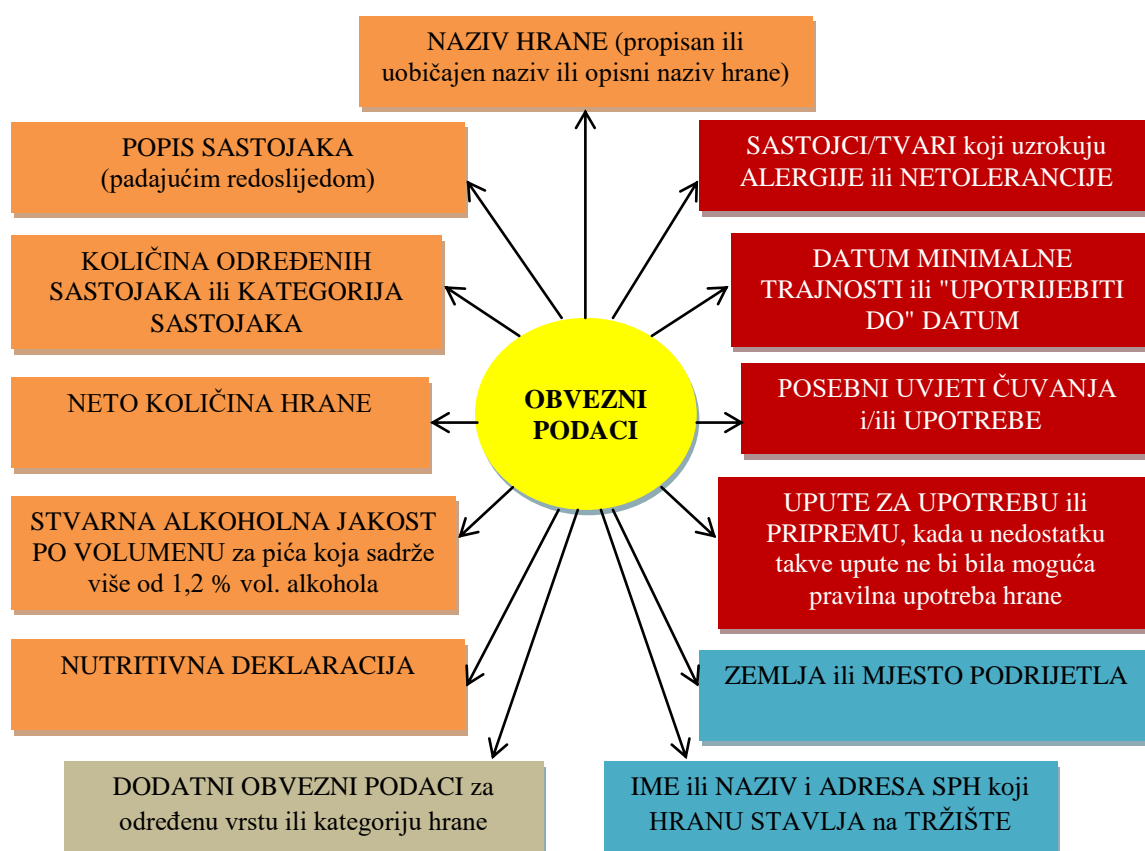 NAZIV HRANE (propisan ili
uobičajen naziv ili opisni naziv hrane)
POPIS SASTOJAKA
(padajućim redoslijedom)
SASTOJCI/TVARI koji uzrokuju
ALERGIJE ili NETOLERANCIJE
KOLIČINA ODREĐENIH
SASTOJAKA ili KATEGORIJA
SASTOJAKA
DATUM MINIMALNE
TRAJNOSTI ili "UPOTRIJEBITI
DO" DATUM
OBVEZNI
PODACI
NETO KOLIČINA HRANE
POSEBNI UVJETI ČUVANJA
i/ili UPOTREBE
STVARNA ALKOHOLNA JAKOST
PO VOLUMENU za pića koja sadrže
više od 1,2 % vol. alkohola
UPUTE ZA UPOTREBU ili
PRIPREMU, kada u nedostatku
takve upute ne bi bila moguća
pravilna upotreba hrane
NUTRITIVNA DEKLARACIJA
ZEMLJA ili MJESTO PODRIJETLA
DODATNI OBVEZNI PODACI za
određenu vrstu ili kategoriju hrane
IME ili NAZIV i ADRESA SPH koji
HRANU STAVLJA na TRŽIŠTE